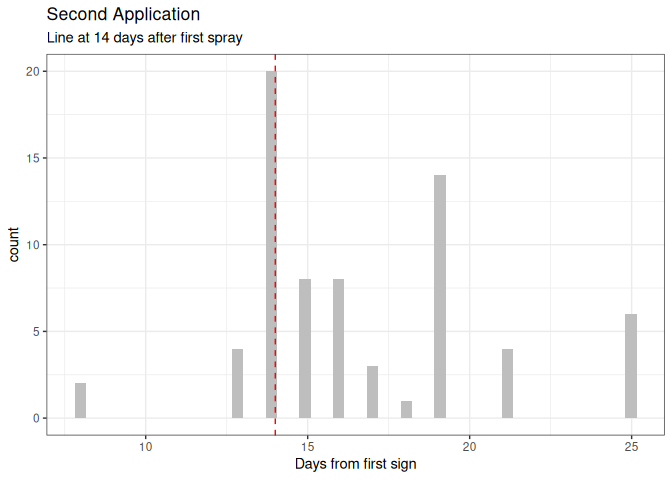 Second Application
Line at 14 days after first spray
20
15
10
5
0
count
10
15
20
25
Days from first sign